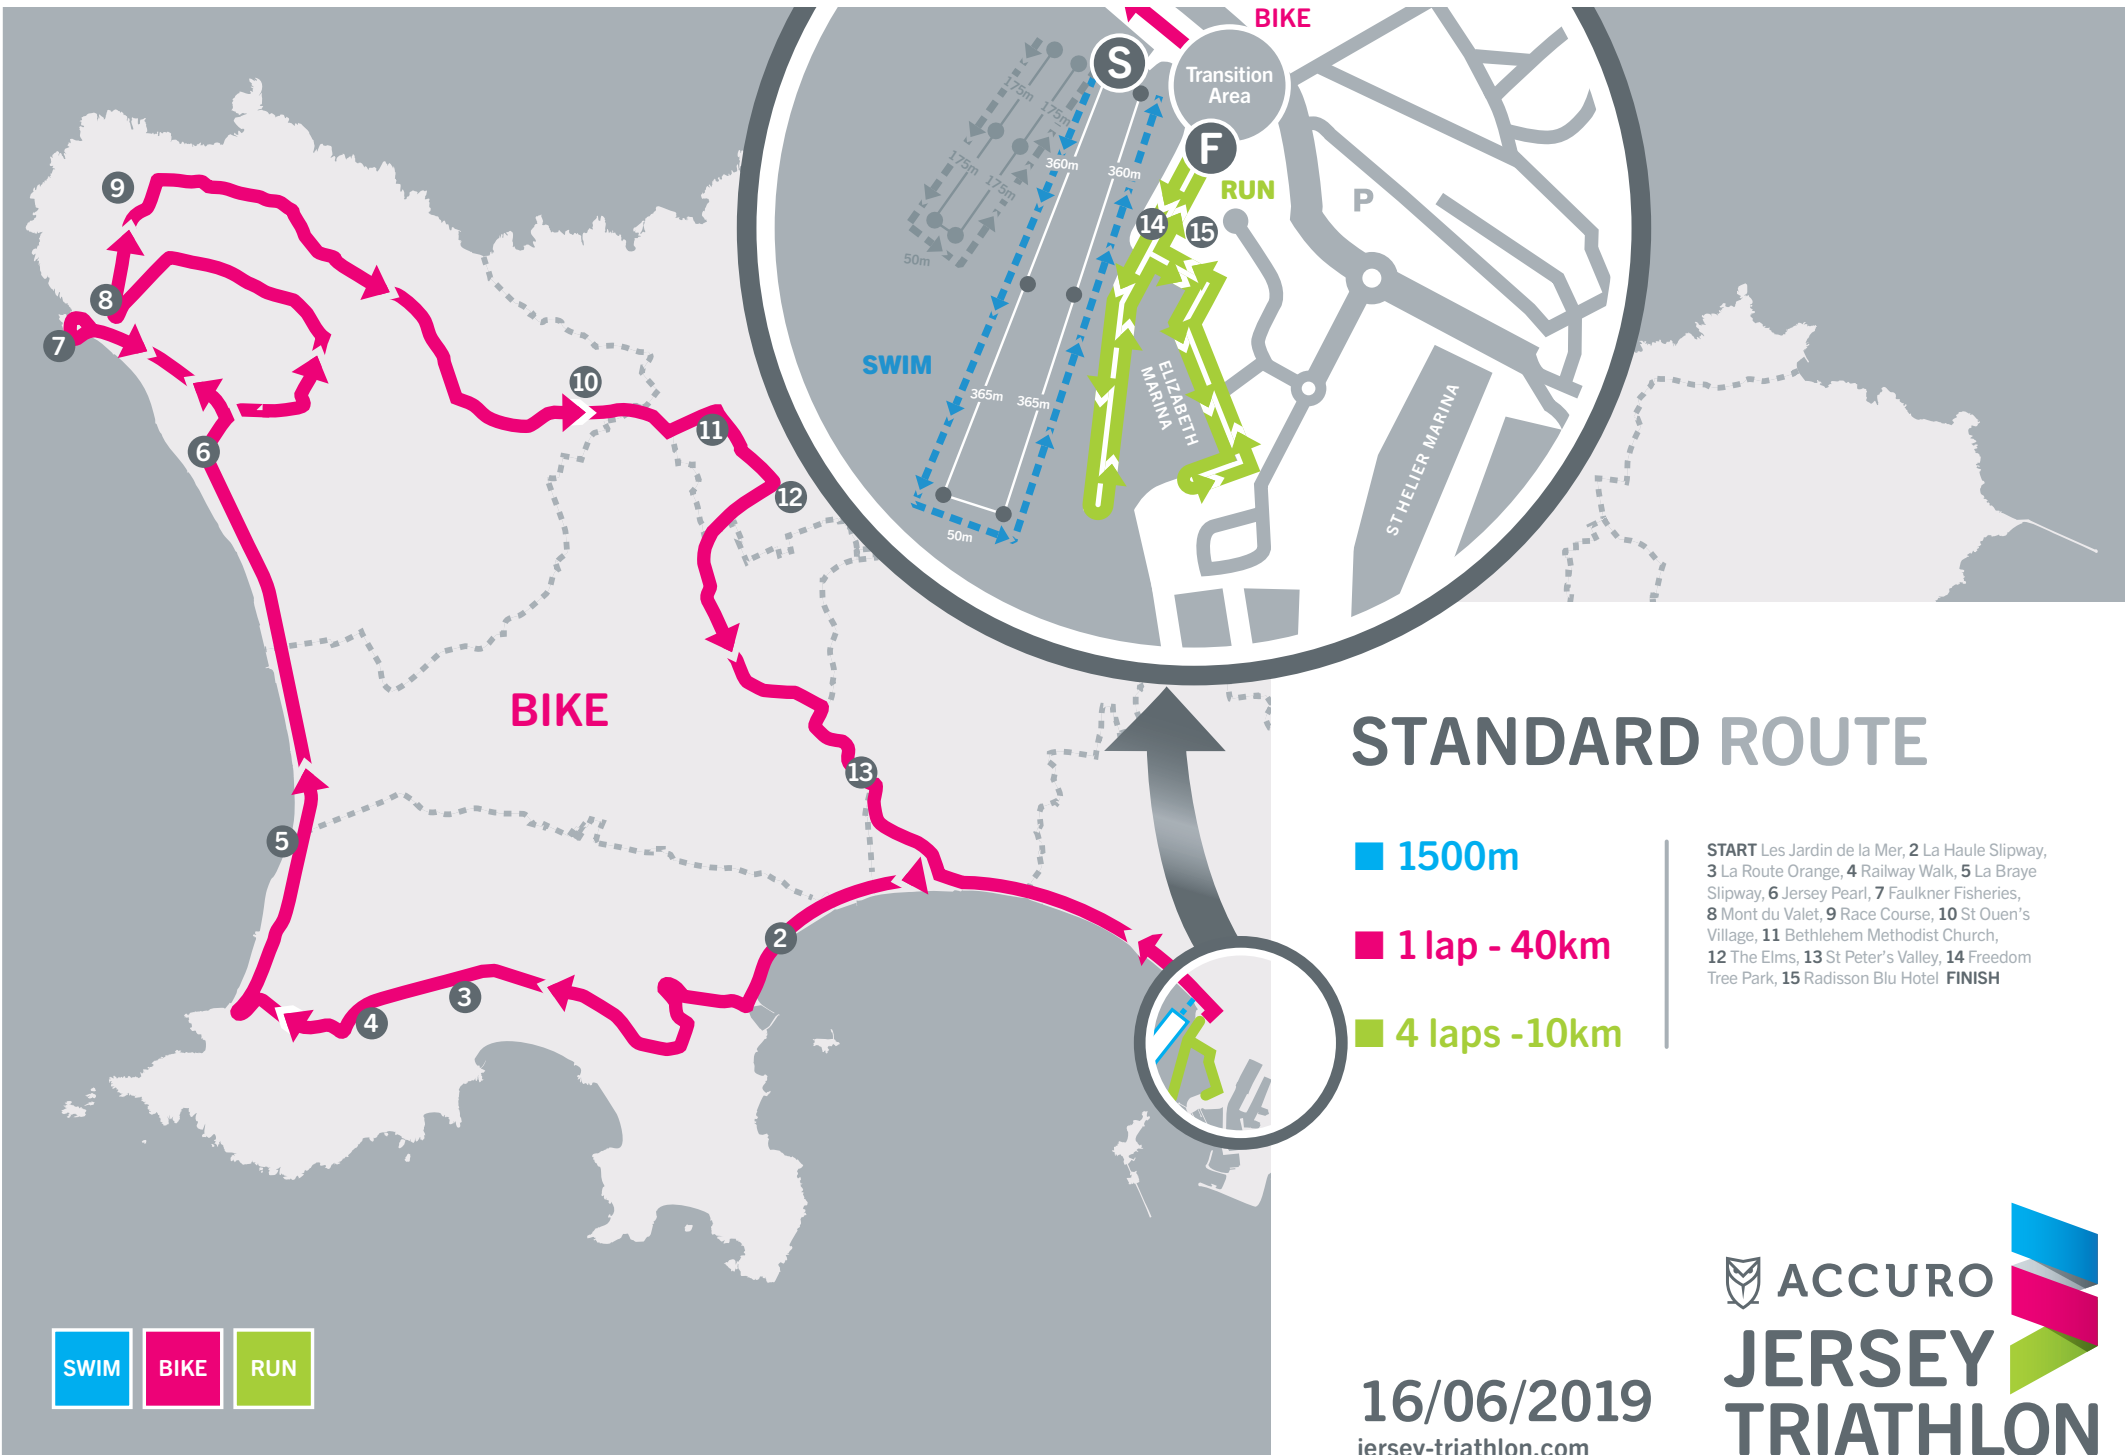 BIKE
S
Transition
Area
F
RUN
175m
175m
175m
175m
50m
360m
360m
14
15
P
SWIM
365m
365m
50m
ELIZABETH
MARINA
ST HELIER MARINA
9
8
7
10
11
6
12
BIKE
13
5
2
3
4
STANDARD ROUTE
1500m
1 lap - 40km
4 laps -10km
START Les Jardin de la Mer, 2 La Haule Slipway,
3 La Route Orange, 4 Railway Walk, 5 La Braye
Slipway, 6 Jersey Pearl, 7 Faulkner Fisheries,
8 Mont du Valet, 9 Race Course, 10 St Ouen's
Village, 11 Bethlehem Methodist Church,
12 The Elms, 13 St Peter's Valley, 14 Freedom
Tree Park, 15 Radisson Blu Hotel FINISH
SWIM
BIKE
RUN
16/06/2019
jersey-triathlon.com
ACCURO
JERSEY
TRIATHLON